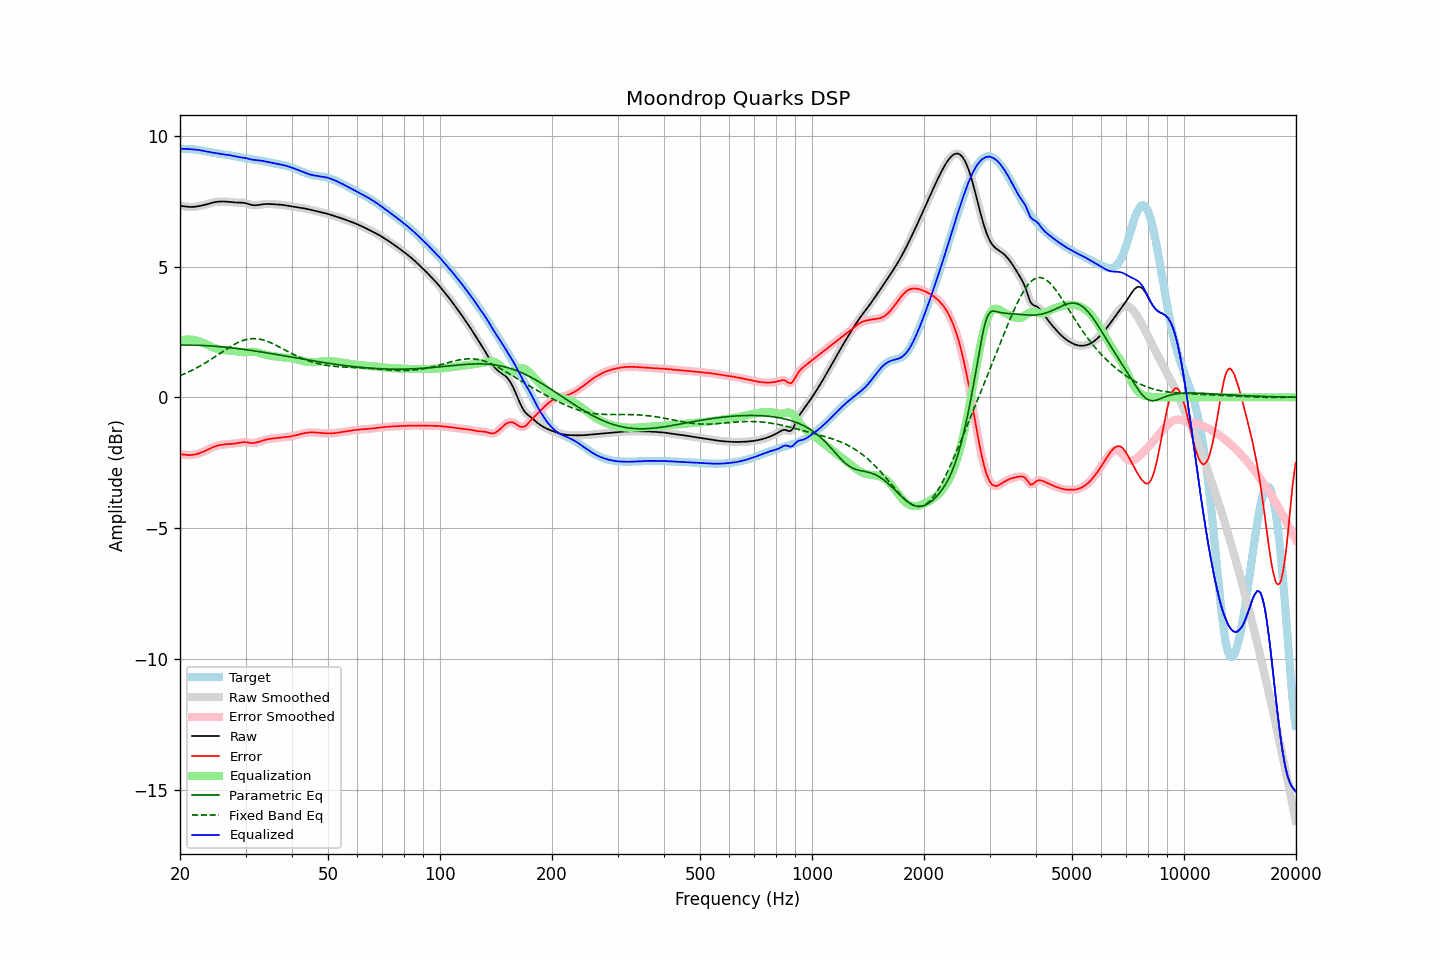 Moondrop Quarks DSP
Amplitude (dBr)
10
5
0
−5
−10
−15
Target
Raw Smoothed
Error Smoothed
Raw
Error
Equalization
Parametric Eq
Fixed Band Eq
Equalized
20 50 100 200 500 1000 2000 5000 10000 20000
Frequency (Hz)